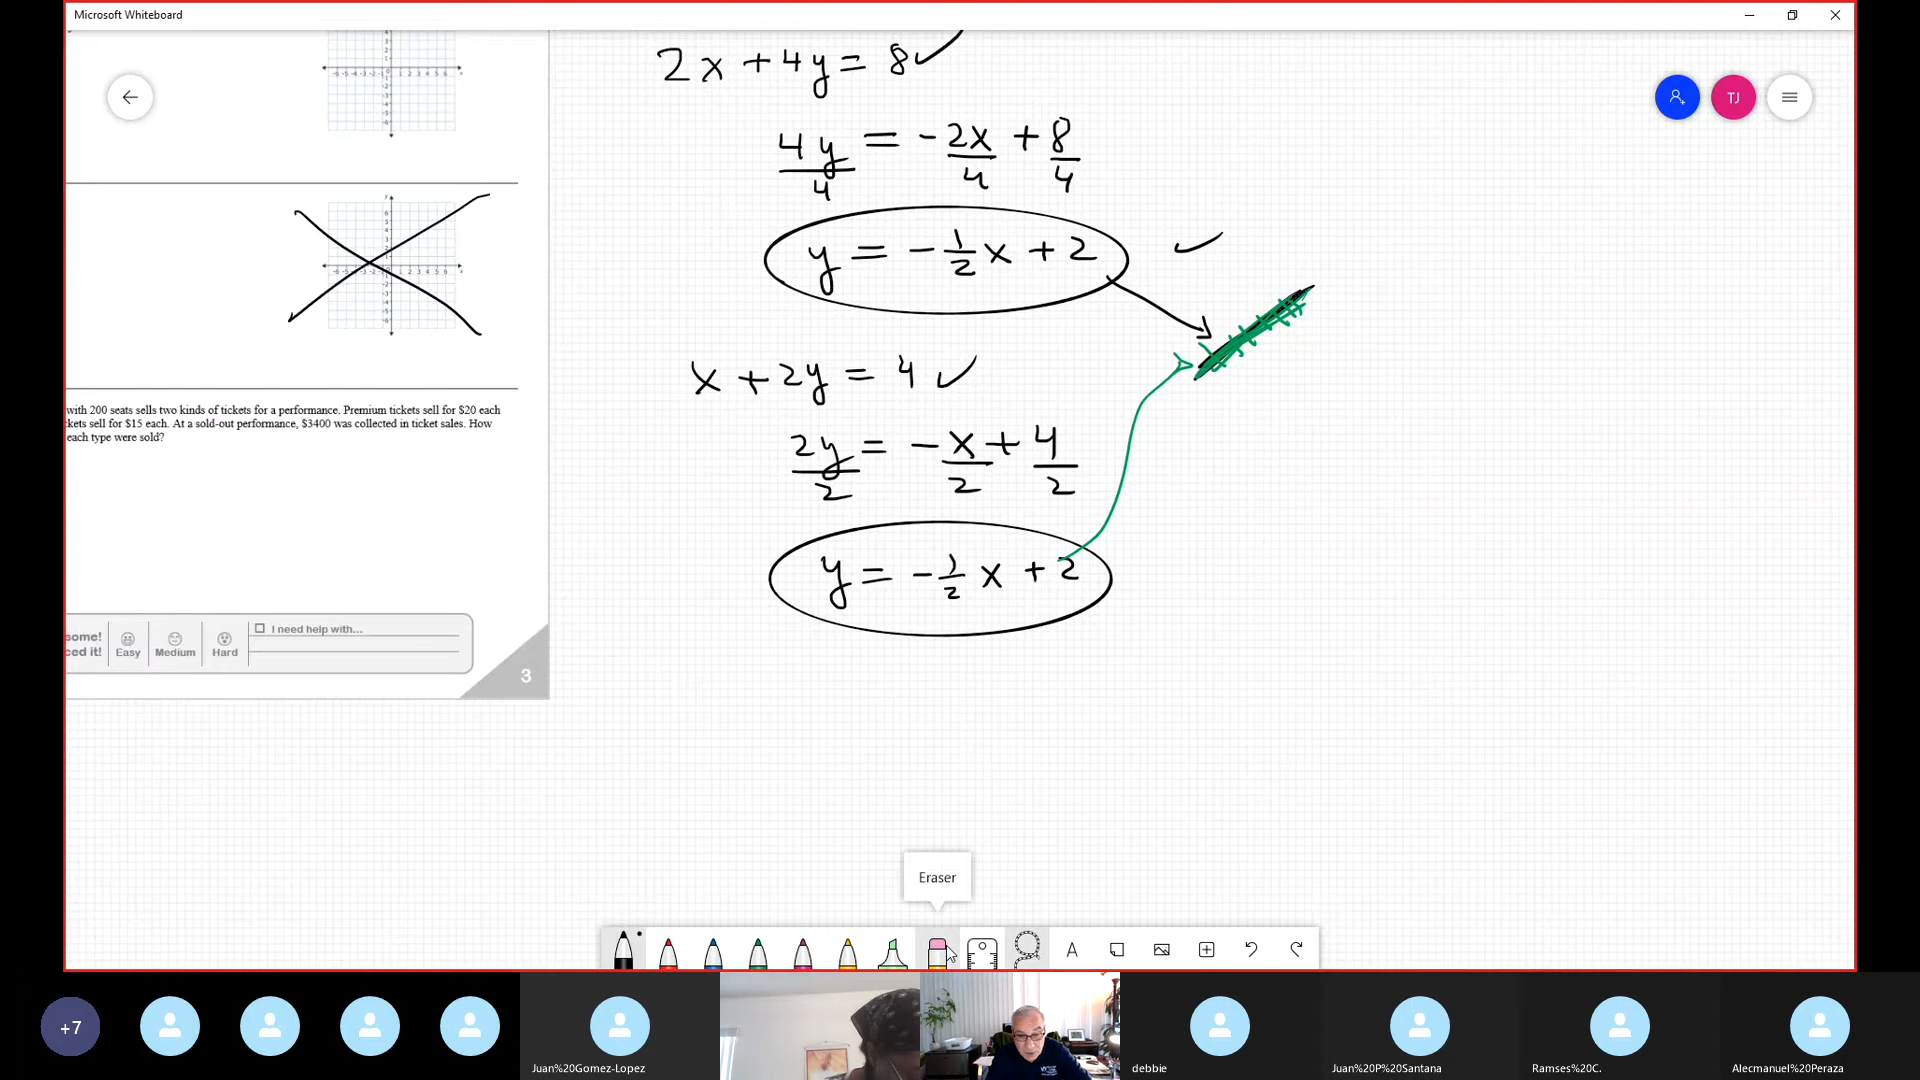 Microsoft Whiteboard
2x + 4y = 8 ✓
4y/4 = -2x/4 + 8/4
y = -1/2 x + 2 ✓
x + 2y = 4 ✓
2y/2 = -x/2 + 4/2
y = -1/2 x + 2
TJ
with 200 seats sells two kinds of tickets for a performance. Premium tickets sell for $20 each
kets sell for $15 each. At a sold-out performance, $3400 was collected in ticket sales. How
each type were sold?
some!
ced it!
Easy
Medium
Hard
I need help with...
3
Eraser
A
+7
Juan%20Gomez-Lopez
debbie
Juan%20P%20Santana
Ramses%20C.
Alecmanuel%20Peraza